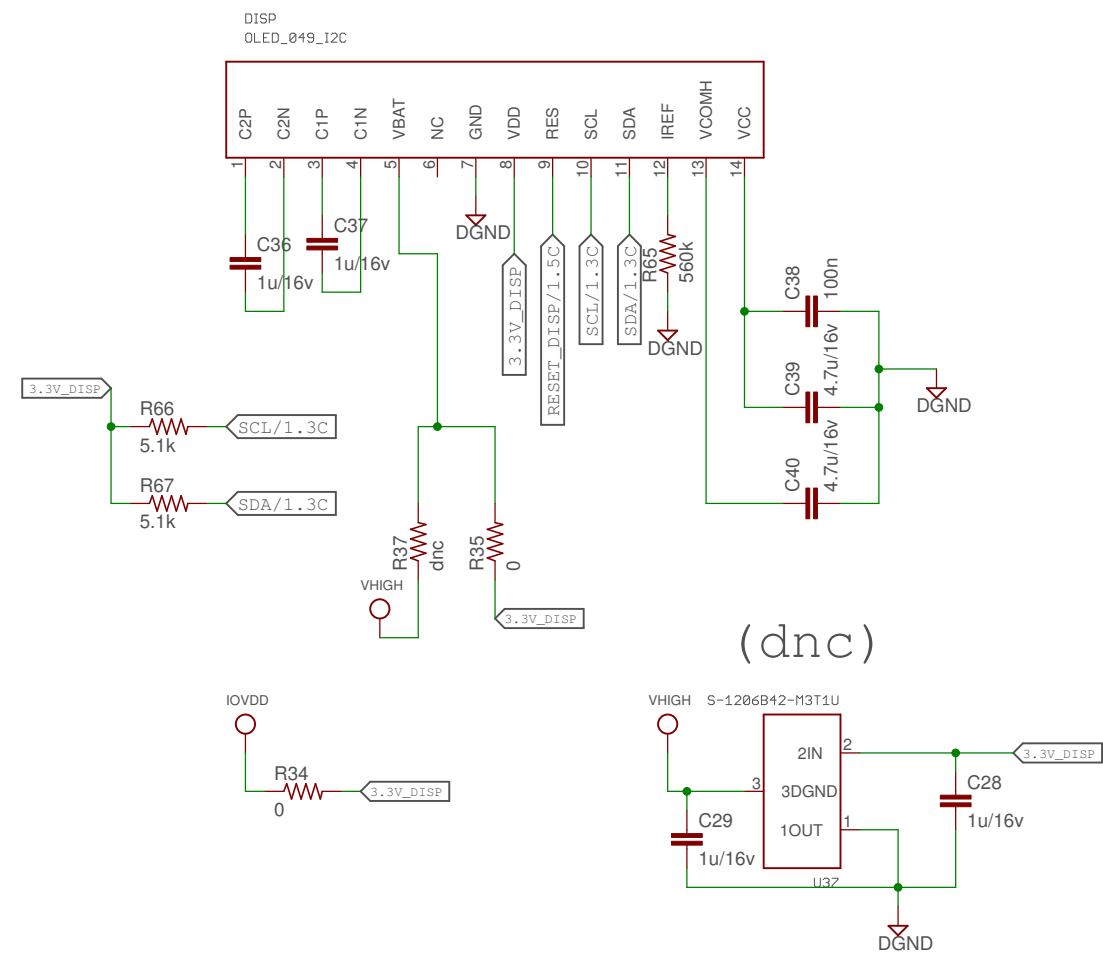 DISP
OLED_049_I2C
C2P
C2N
C1P
C1N
VBAT
NC
GND
VDD
RES
SCL
SDA
IREF
VCOMH
VCC
1
2
3
4
5
6
7
8
9
10
11
12
13
14
C36
1u/16v
C37
1u/16v
DGND
3.3V_DISP
RESET_DISP/1.5C
SCL/1.3C
SDA/1.3C
R65
560k
DGND
C38
100n
C39
4.7u/16v
C40
4.7u/16v
DGND
3.3V_DISP
R66
5.1k
SCL/1.3C
R67
5.1k
SDA/1.3C
R37
dnc
R35
0
VHIGH
3.3V_DISP
(dnc)
IOVDD
R34
0
3.3V_DISP
VHIGH
S-1206B42-M3T1U
2IN
3DGND
1OUT
2
3
1
U37
C29
1u/16v
C28
1u/16v
3.3V_DISP
DGND